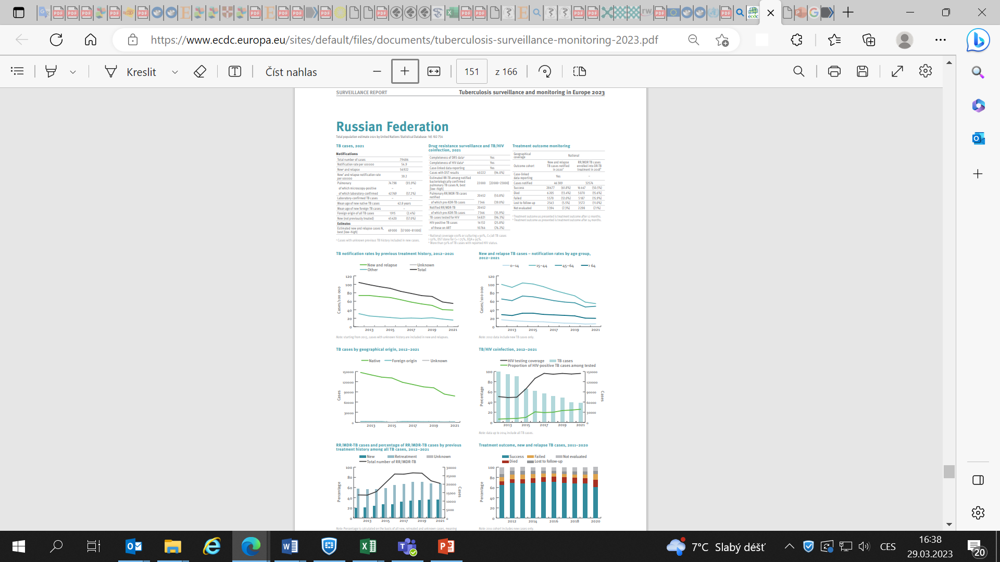 https://www.ecdc.europa.eu/sites/default/files/documents/tuberculosis-surveillance-monitoring-2023.pdf
Kreslit
Číst nahlas
151
z 166
SURVEILLANCE REPORT
Tuberculosis surveillance and monitoring in Europe 2023
Russian Federation
Total population estimate 2021 by United Nations Statistical Database: 145 102 754
TB cases, 2021
Notifications
Total number of cases 79 686
Notification rate per 100 000 54.9
Newᵃ and relapse 56 922
Newᵃ and relapse notification rate per 100 000 39.2
Pulmonary 74 798 (93.9%)
of which microscopy-positive – –
of which laboratory-confirmed 42 769 (57.2%)
Laboratory-confirmed TB cases – –
Mean age of new native TB cases 42.8 years
Mean age of new foreign TB cases –
Foreign origin of all TB cases 1 915 (2.4%)
New (not previously treated) 45 420 (57.0%)
Estimates
Estimated new and relapse cases N, best [low–high] 69 000 [57 000–81 000]
ᵃ Cases with unknown previous TB history included in new cases.
Drug resistance surveillance and TB/HIV
coinfection, 2021
Completeness of DRS dataᵃ Yes
Completeness of HIV dataᵇ Yes
Case-linked data-reporting Yes
Cases with DST results 40 222 (94.0%)
Estimated RR-TB among notified bacteriologically confirmed pulmonary TB cases N, best [low–high] 22 000 [22 000–23 000]
Pulmonary RR/MDR-TB cases notified 20 452 (50.8%)
of which pre-XDR-TB cases 7 346 (39.0%)
Notified RR/MDR-TB 20 452
of which pre-XDR-TB cases 7 346 (35.9%)
TB cases tested for HIV 54 821 (96.3%)
HIV-positive TB cases 14 132 (25.8%)
of these on ART 10 764 (76.2%)
ᵇ More than 50% of TB cases with reported HIV status.
Treatment outcome monitoring
Geographical coverage National
Outcome cohort
New and relapse TB cases notified in 2020ᵃ
RR/MDR TB cases enrolled into DR-TB treatment in 2018ᵇ
Case-linked data-reporting Yes –
Cases notified 46 389 32 574
Success 28 677 (61.8%) 16 447 (50.5%)
Died 6 205 (13.4%) 5 070 (15.6%)
Failed 5 570 (12.0%) 5 187 (15.9%)
Lost to follow-up 2 543 (5.5%) 3 572 (11.0%)
Not evaluated 3 394 (7.3%) 2 298 (7.1%)
ᵃ Treatment outcome as presented is treatment outcome after 12 months.
ᵇ Treatment outcome as presented is treatment outcome after 24 months.
TB notification rates by previous treatment history, 2012–2021
New and relapse Unknown
Other Total
Cases/100 000
120
100
80
60
40
20
0
2013 2015 2017 2019 2021
Note: starting from 2013, cases with unknown history are included in new and relapses.
New and relapse TB cases – notification rates by age group,
2012–2021
0–14 15–44 45–64 > 64
Cases/100 000
120
100
80
60
40
20
0
2013 2015 2017 2019 2021
Note: 2012 data include new TB cases only.
TB cases by geographical origin, 2012–2021
Native Foreign origin Unknown
Cases
150000
120000
90000
60000
30000
0
2013 2015 2017 2019 2021
TB/HIV coinfection, 2012–2021
HIV testing coverage TB cases
Proportion of HIV-positive TB cases among tested
Percentage
100
80
60
40
20
0
150000
120000
90000
60000
30000
0
Cases
2013 2015 2017 2019 2021
Note: data up to 2014 include all TB cases.
RR/MDR-TB cases and percentage of RR/MDR-TB cases by previous
treatment history among all TB cases, 2012–2021
New Retreatment Unknown
Total number of RR/MDR-TB
Percentage
100
80
60
40
20
0
30000
25000
20000
15000
10000
5000
0
Cases
2013 2015 2017 2019 2021
Note: Percentage is calculated on the basis of all new, retreated and unknown cases, meaning
Treatment outcome, new and relapse TB cases, 2011–2020
Success Failed Not evaluated
Died Lost to follow-up
Percentage
100
80
60
40
20
0
2012 2014 2016 2018 2020
Note: 2011 cohort includes new cases only.
7°C Slabý déšť
CES
16:38
29.03.2023
20